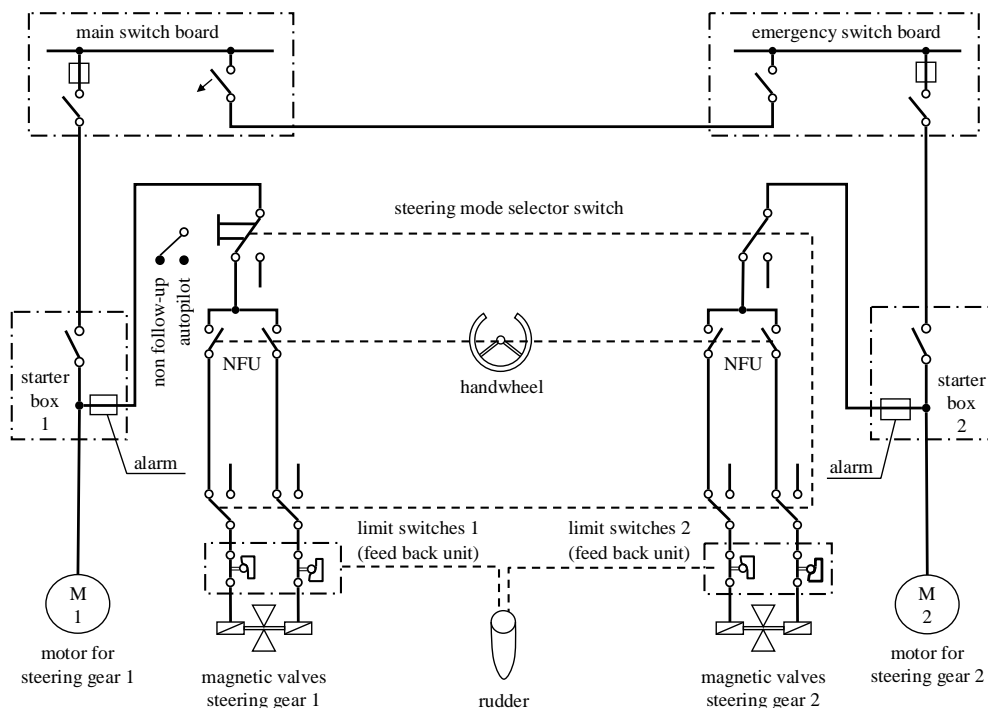 main switch board
emergency switch board
steering mode selector switch
non follow-up
autopilot
NFU
NFU
handwheel
starter
box
1
starter
box
2
alarm
alarm
limit switches 1
(feed back unit)
limit switches 2
(feed back unit)
M
1
M
2
motor for
steering gear 1
magnetic valves
steering gear 1
rudder
magnetic valves
steering gear 2
motor for
steering gear 2